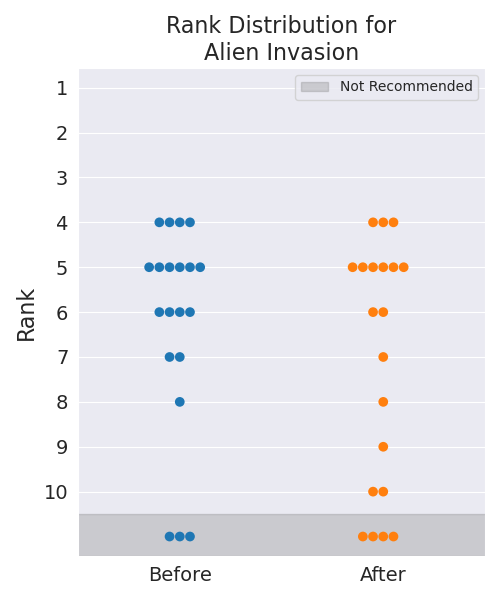 Rank Distribution for
Alien Invasion
Not Recommended
1
2
3
4
5
6
7
8
9
10
Rank
Before
After